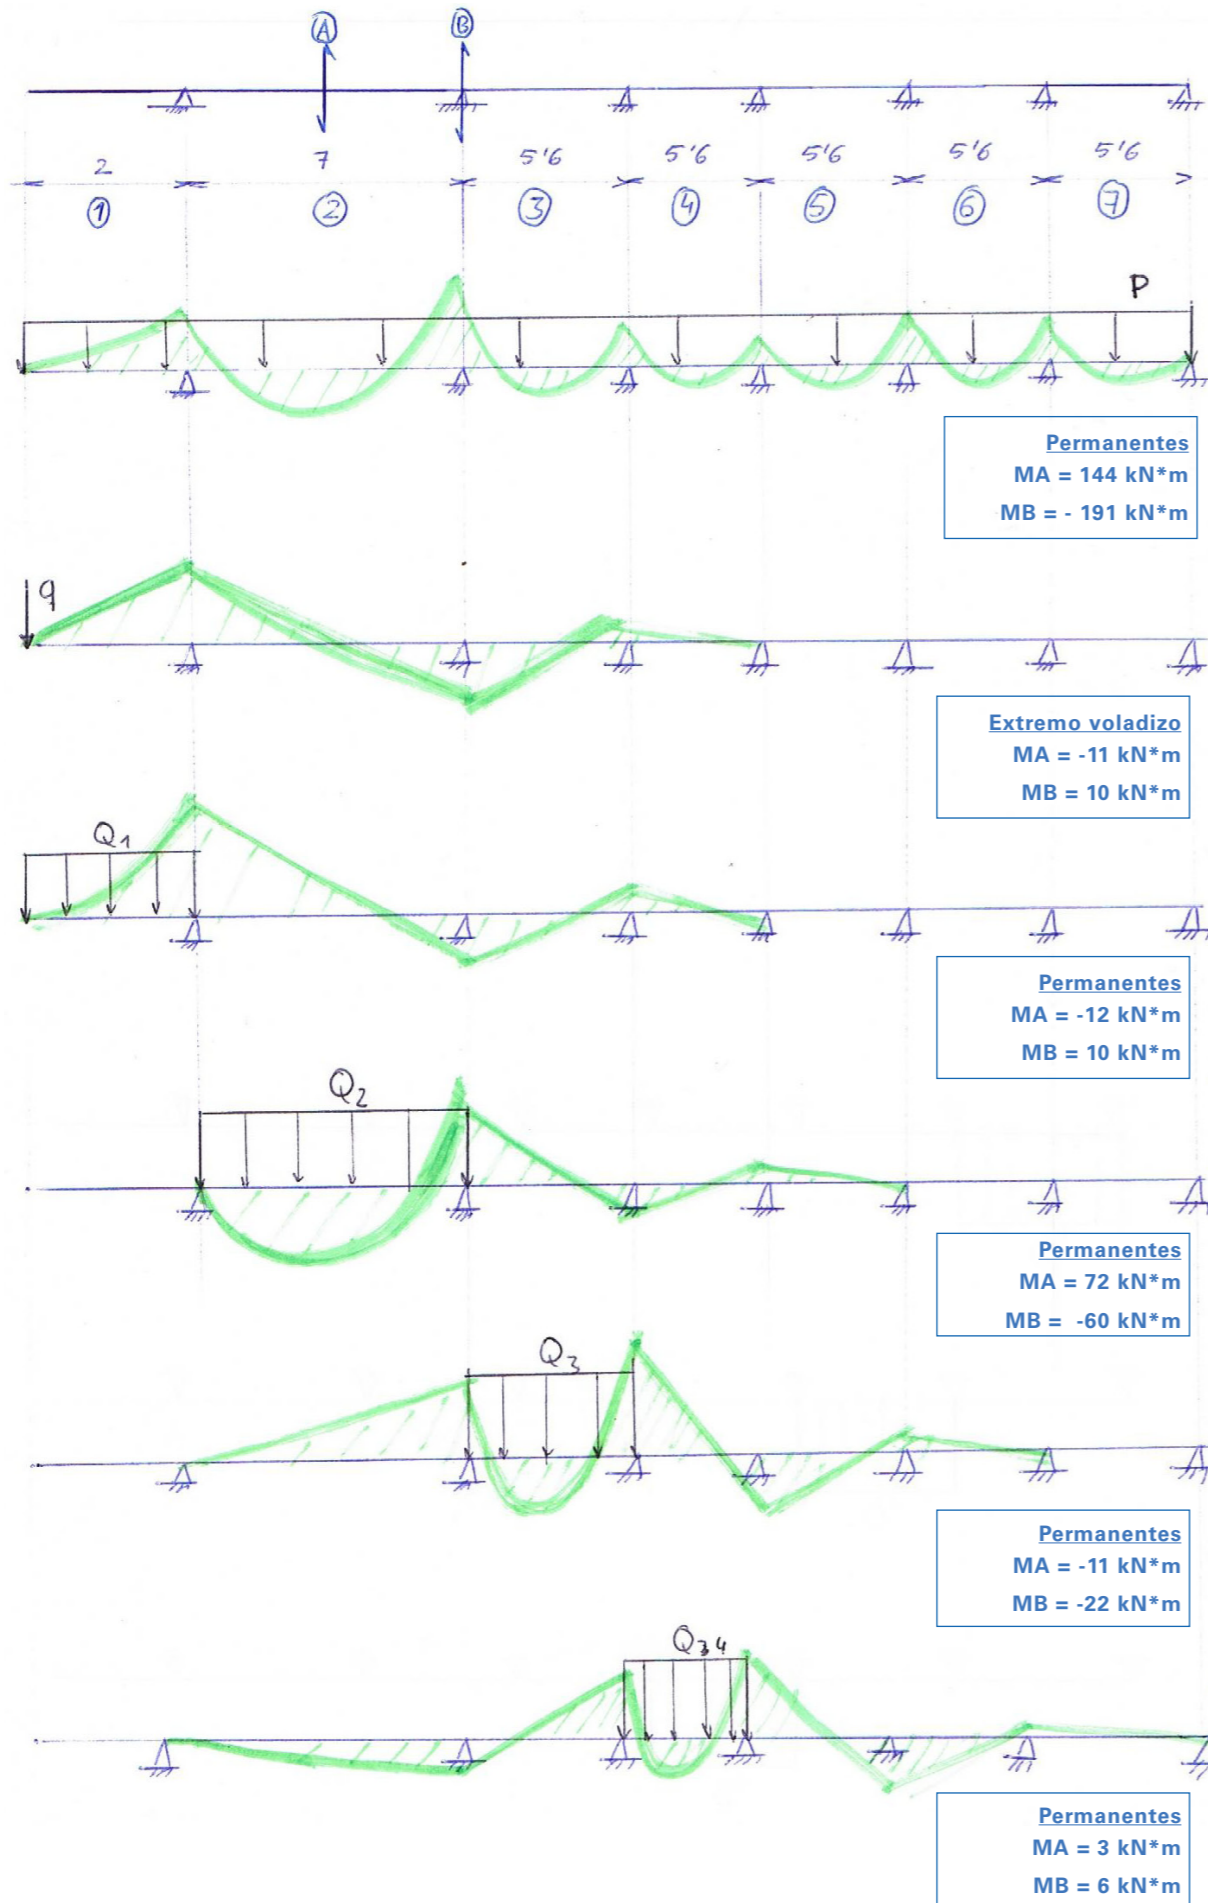 A B
2 7 5'6 5'6 5'6 5'6 5'6
1 2 3 4 5 6 7
P
Permanentes
MA = 144 kN*m
MB = - 191 kN*m
q
Extremo voladizo
MA = -11 kN*m
MB = 10 kN*m
Q1
Permanentes
MA = -12 kN*m
MB = 10 kN*m
Q2
Permanentes
MA = 72 kN*m
MB = -60 kN*m
Q3
Permanentes
MA = -11 kN*m
MB = -22 kN*m
Q34
Permanentes
MA = 3 kN*m
MB = 6 kN*m